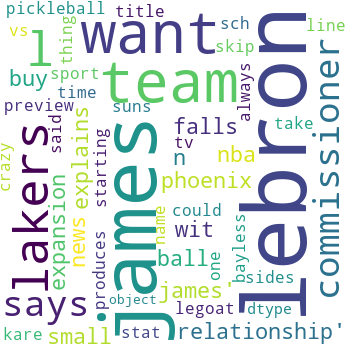 pickleball vs title sch line
thing want skip
l sport
buy team always
preview time suns take
crazy said falls
lakers expansion news explains starting tv n nba
james phoenix lebron commissioner
produces name could
wit one bayless
says ball sides
james' legoat dtype
small object
kare stat relationship'